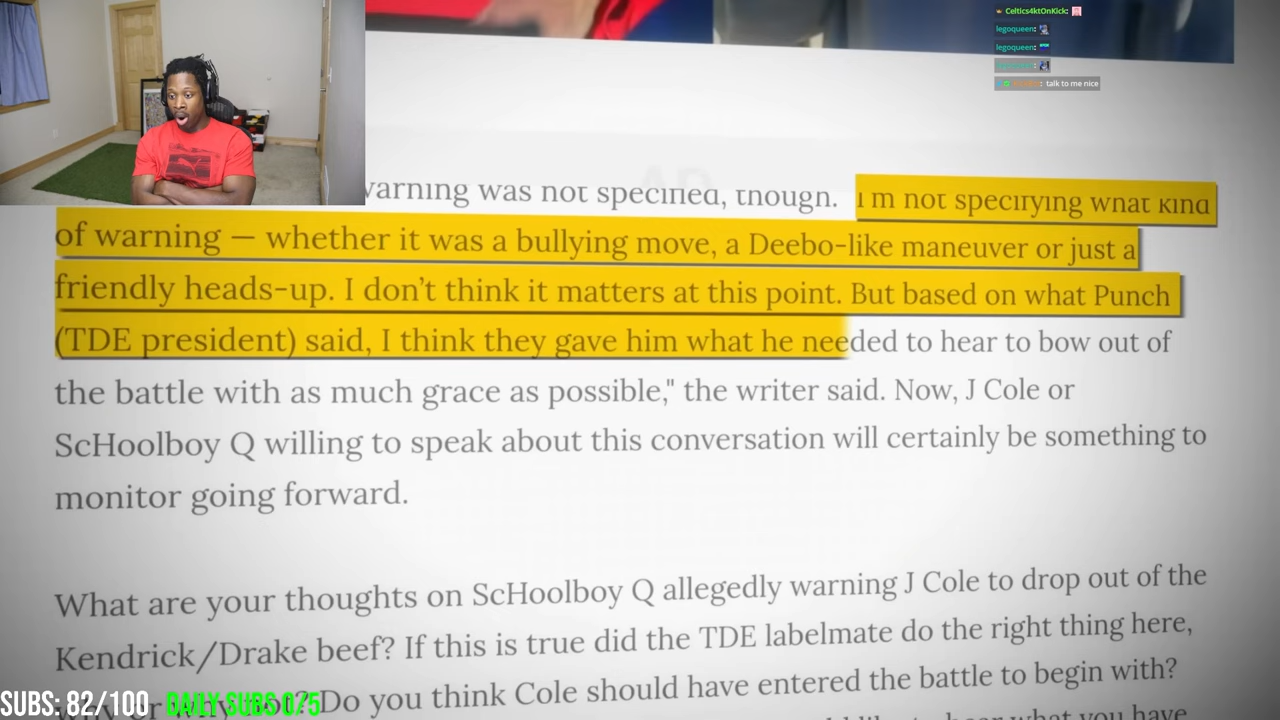 Celtics4ktOnKick:
legoqueen:
legoqueen:
: talk to me nice
warning was not specified, though. I'm not specifying what kind
of warning — whether it was a bullying move, a Deebo-like maneuver or just a
friendly heads-up. I don't think it matters at this point. But based on what Punch
(TDE president) said, I think they gave him what he needed to hear to bow out of
the battle with as much grace as possible," the writer said. Now, J Cole or
ScHoolboy Q willing to speak about this conversation will certainly be something to
monitor going forward.
What are your thoughts on ScHoolboy Q allegedly warning J Cole to drop out of the
Kendrick/Drake beef? If this is true did the TDE labelmate do the right thing here,
why or why not? Do you think Cole should have entered the battle to begin with?
what you have
SUBS: 82/100 DAILY SUBS 0/5